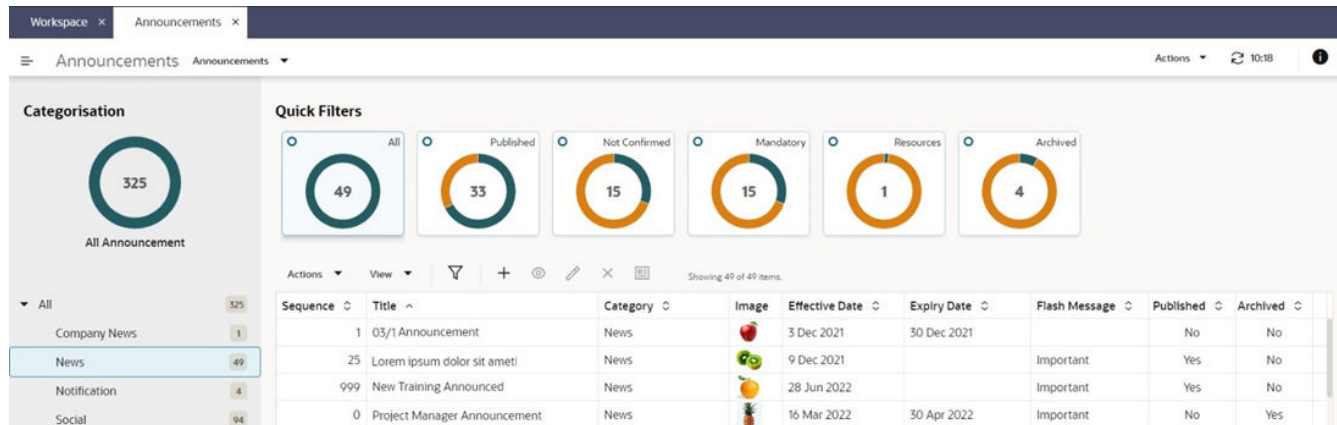 Workspace × Announcements ×
Announcements Announcements Actions 10:18
Categorisation
325
All Announcement
All 325
Company News 1
News 49
Notification 4
Social 94
Quick Filters
All
49
Published
33
Not Confirmed
15
Mandatory
15
Resources
1
Archived
4
Actions View Showing 49 of 49 items.
Sequence Title Category Image Effective Date Expiry Date Flash Message Published Archived
1 03/1 Announcement News 3 Dec 2021 30 Dec 2021 No No
25 Lorem ipsum dolor sit ameti News 9 Dec 2021 Important Yes No
999 New Training Announced News 28 Jun 2022 Important Yes No
0 Project Manager Announcement News 16 Mar 2022 30 Apr 2022 Important No Yes